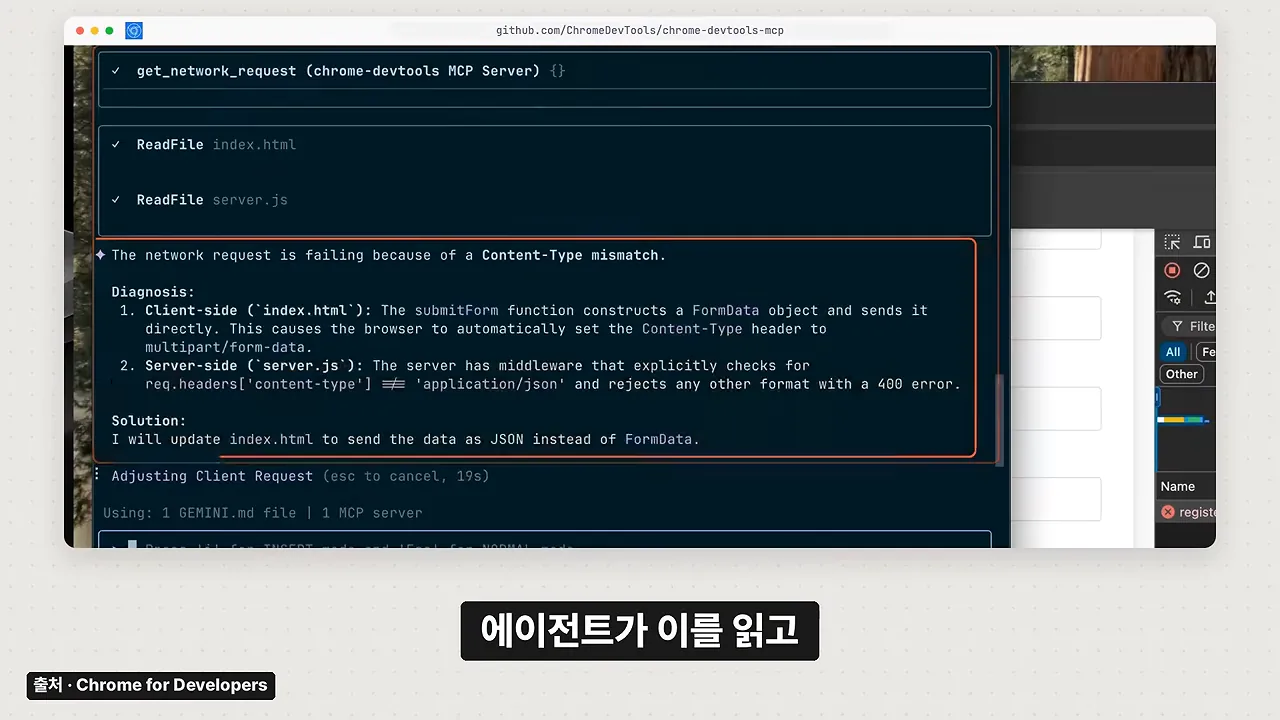 github.com/ChromeDevTools/chrome-devtools-mcp
✓ get_network_request (chrome-devtools MCP Server) {}
✓ ReadFile index.html
✓ ReadFile server.js
✦ The network request is failing because of a Content-Type mismatch.
Diagnosis:
1. Client-side (`index.html`): The submitForm function constructs a FormData object and sends it
directly. This causes the browser to automatically set the Content-Type header to
multipart/form-data.
2. Server-side (`server.js`): The server has middleware that explicitly checks for
req.headers['content-type'] !== 'application/json' and rejects any other format with a 400 error.
Solution:
I will update index.html to send the data as JSON instead of FormData.
Adjusting Client Request (esc to cancel, 19s)
Using: 1 GEMINI.md file | 1 MCP server
Filte
All Fe
Other
Name
registe
에이전트가 이를 읽고
출처 · Chrome for Developers